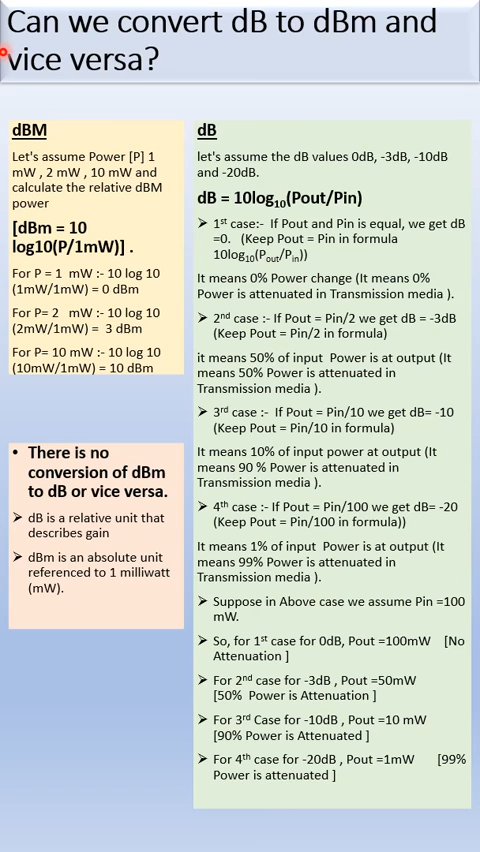 Can we convert dB to dBm and
vice versa?
dBM
Let's assume Power [P] 1
mW , 2 mW , 10 mW and
calculate the relative dBM
power
[dBm = 10
log10(P/1mW)] .
For P = 1 mW :- 10 log 10
(1mW/1mW) = 0 dBm
For P= 2 mW :- 10 log 10
(2mW/1mW) = 3 dBm
For P= 10 mW :- 10 log 10
(10mW/1mW) = 10 dBm
• There is no
conversion of dBm
to dB or vice versa.
➢ dB is a relative unit that
describes gain
➢ dBm is an absolute unit
referenced to 1 milliwatt
(mW).
dB
let's assume the dB values 0dB, -3dB, -10dB
and -20dB.
dB = 10log₁₀(Pout/Pin)
➢ 1st case:- If Pout and Pin is equal, we get dB
=0. (Keep Pout = Pin in formula
10log₁₀(Pout/Pin))
It means 0% Power change (It means 0%
Power is attenuated in Transmission media ).
➢ 2nd case :- If Pout = Pin/2 we get dB = -3dB
(Keep Pout = Pin/2 in formula)
it means 50% of input Power is at output (It
means 50% Power is attenuated in
Transmission media ).
➢ 3rd case :- If Pout = Pin/10 we get dB= -10
(Keep Pout = Pin/10 in formula)
It means 10% of input power at output (It
means 90 % Power is attenuated in
Transmission media ).
➢ 4th case :- If Pout = Pin/100 we get dB= -20
(Keep Pout = Pin/100 in formula))
It means 1% of input Power is at output (It
means 99% Power is attenuated in
Transmission media ).
➢ Suppose in Above case we assume Pin =100
mW.
➢ So, for 1st case for 0dB, Pout =100mW [No
Attenuation ]
➢ For 2nd case for -3dB , Pout =50mW
[50% Power is Attenuation ]
➢ For 3rd Case for -10dB , Pout =10 mW
[90% Power is Attenuated ]
➢ For 4th case for -20dB , Pout =1mW [99%
Power is attenuated ]